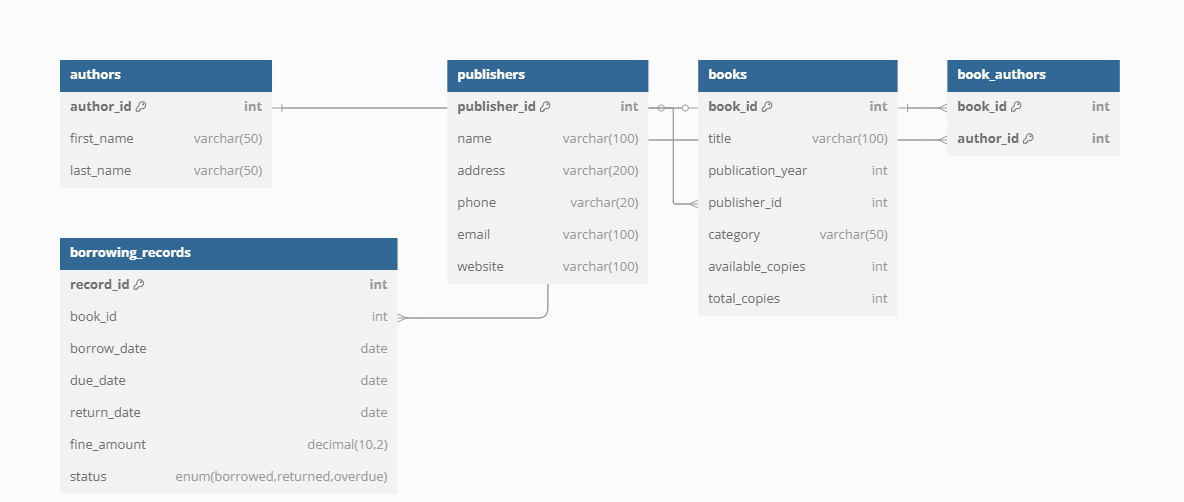 authors
author_id int
first_name varchar(50)
last_name varchar(50)
publishers
publisher_id int
name varchar(100)
address varchar(200)
phone varchar(20)
email varchar(100)
website varchar(100)
books
book_id int
title varchar(100)
publication_year int
publisher_id int
category varchar(50)
available_copies int
total_copies int
book_authors
book_id int
author_id int
borrowing_records
record_id int
book_id int
borrow_date date
due_date date
return_date date
fine_amount decimal(10,2)
status enum(borrowed,returned,overdue)